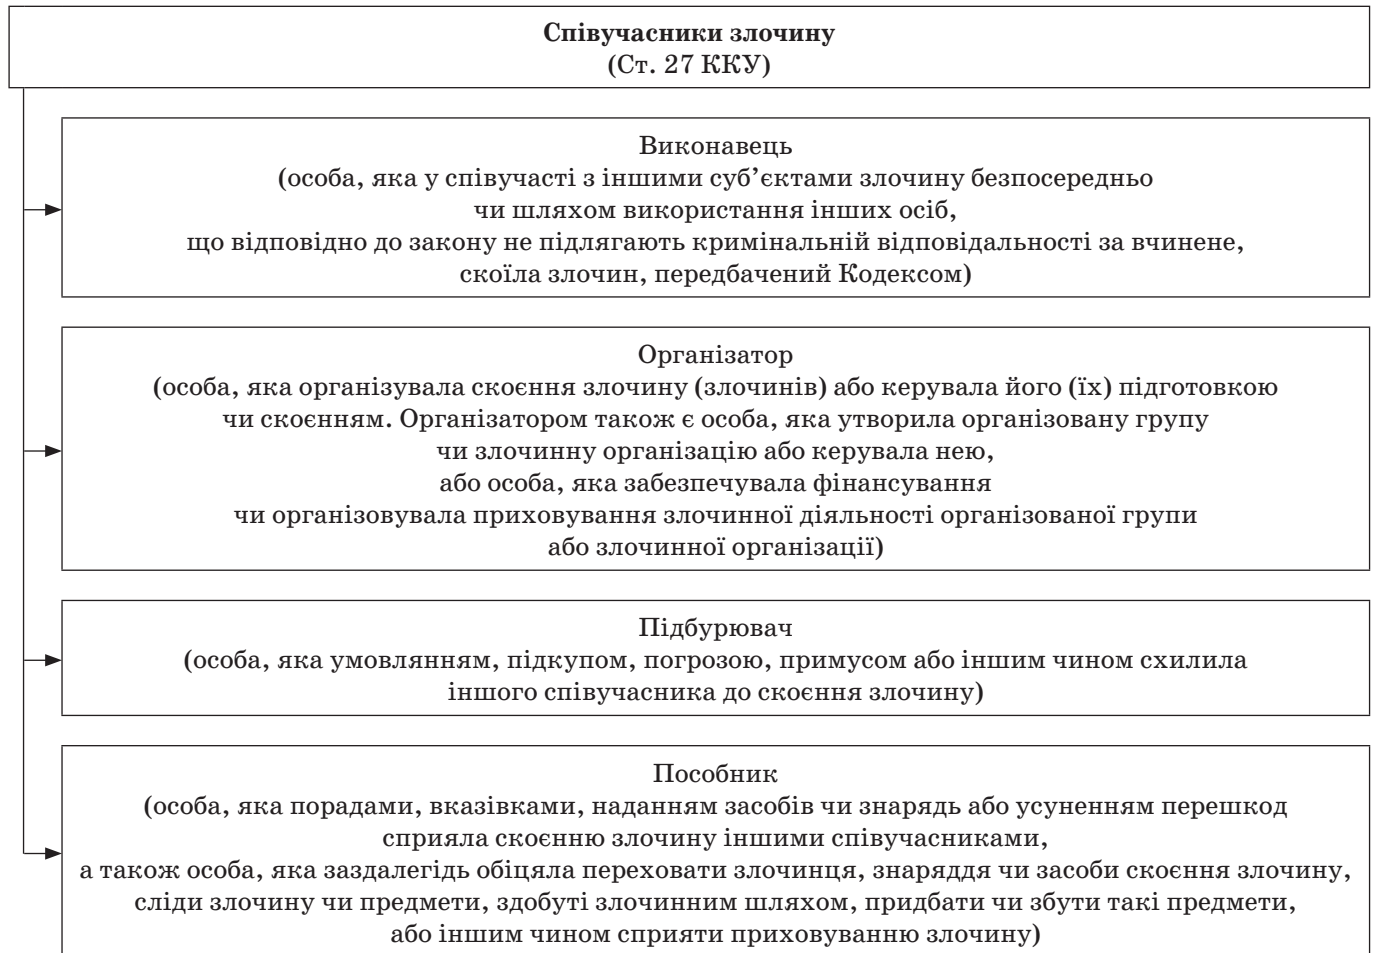 Співучасники злочину
(Ст. 27 ККУ)
Виконавець
(особа, яка у співучасті з іншими суб’єктами злочину безпосередньо
чи шляхом використання інших осіб,
що відповідно до закону не підлягають кримінальній відповідальності за вчинене,
скоїла злочин, передбачений Кодексом)
Організатор
(особа, яка організувала скоєння злочину (злочинів) або керувала його (їх) підготовкою
чи скоєнням. Організатором також є особа, яка утворила організовану групу
чи злочинну організацію або керувала нею,
або особа, яка забезпечувала фінансування
чи організовувала приховування злочинної діяльності організованої групи
або злочинної організації)
Підбурювач
(особа, яка умовлянням, підкупом, погрозою, примусом або іншим чином схилила
іншого співучасника до скоєння злочину)
Пособник
(особа, яка порадами, вказівками, наданням засобів чи знарядь або усуненням перешкод
сприяла скоєнню злочину іншими співучасниками,
а також особа, яка заздалегідь обіцяла переховати злочинця, знаряддя чи засоби скоєння злочину,
сліди злочину чи предмети, здобуті злочинним шляхом, придбати чи збути такі предмети,
або іншим чином сприяти приховуванню злочину)